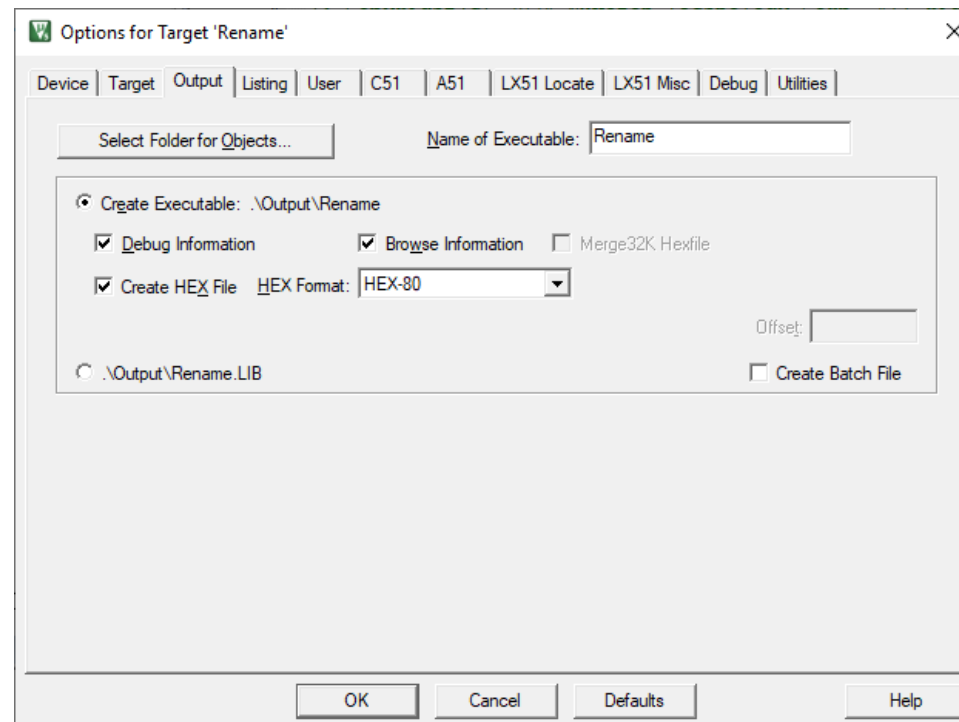 Options for Target 'Rename'
Device Target Output Listing User C51 A51 LX51 Locate LX51 Misc Debug Utilities
Select Folder for Objects... Name of Executable: Rename
Create Executable: .\Output\Rename
Debug Information Browse Information Merge32K Hexfile
Create HEX File HEX Format: HEX-80
Offset:
.\Output\Rename.LIB Create Batch File
OK Cancel Defaults Help